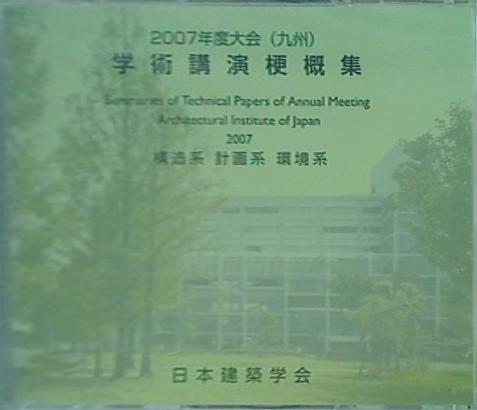 2007年度大会（九州）
学術講演梗概集
Summaries of Technical Papers of Annual Meeting
Architectural Institute of Japan
2007
構造系 計画系 環境系
日本建築学会